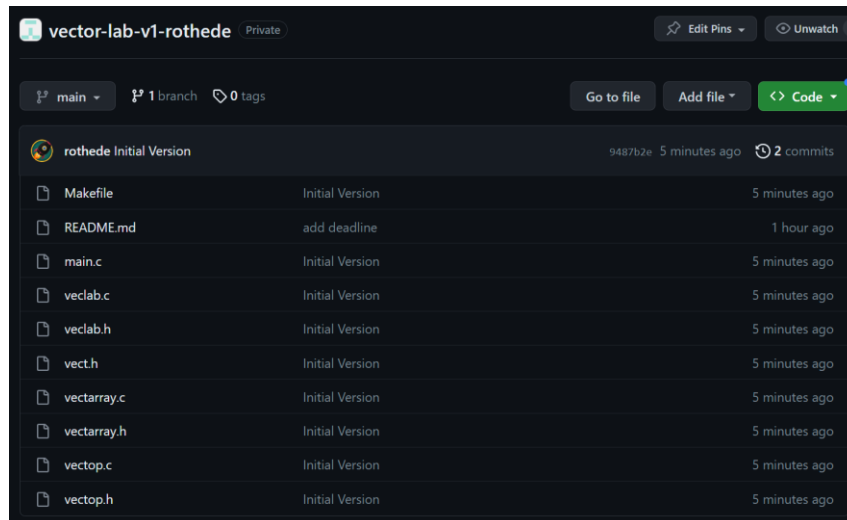 vector-lab-v1-rothede Private Edit Pins Unwatch
main 1 branch 0 tags Go to file Add file <> Code
rothede Initial Version 9487b2e 5 minutes ago 2 commits
Makefile Initial Version 5 minutes ago
README.md add deadline 1 hour ago
main.c Initial Version 5 minutes ago
veclab.c Initial Version 5 minutes ago
veclab.h Initial Version 5 minutes ago
vect.h Initial Version 5 minutes ago
vectarray.c Initial Version 5 minutes ago
vectarray.h Initial Version 5 minutes ago
vectop.c Initial Version 5 minutes ago
vectop.h Initial Version 5 minutes ago